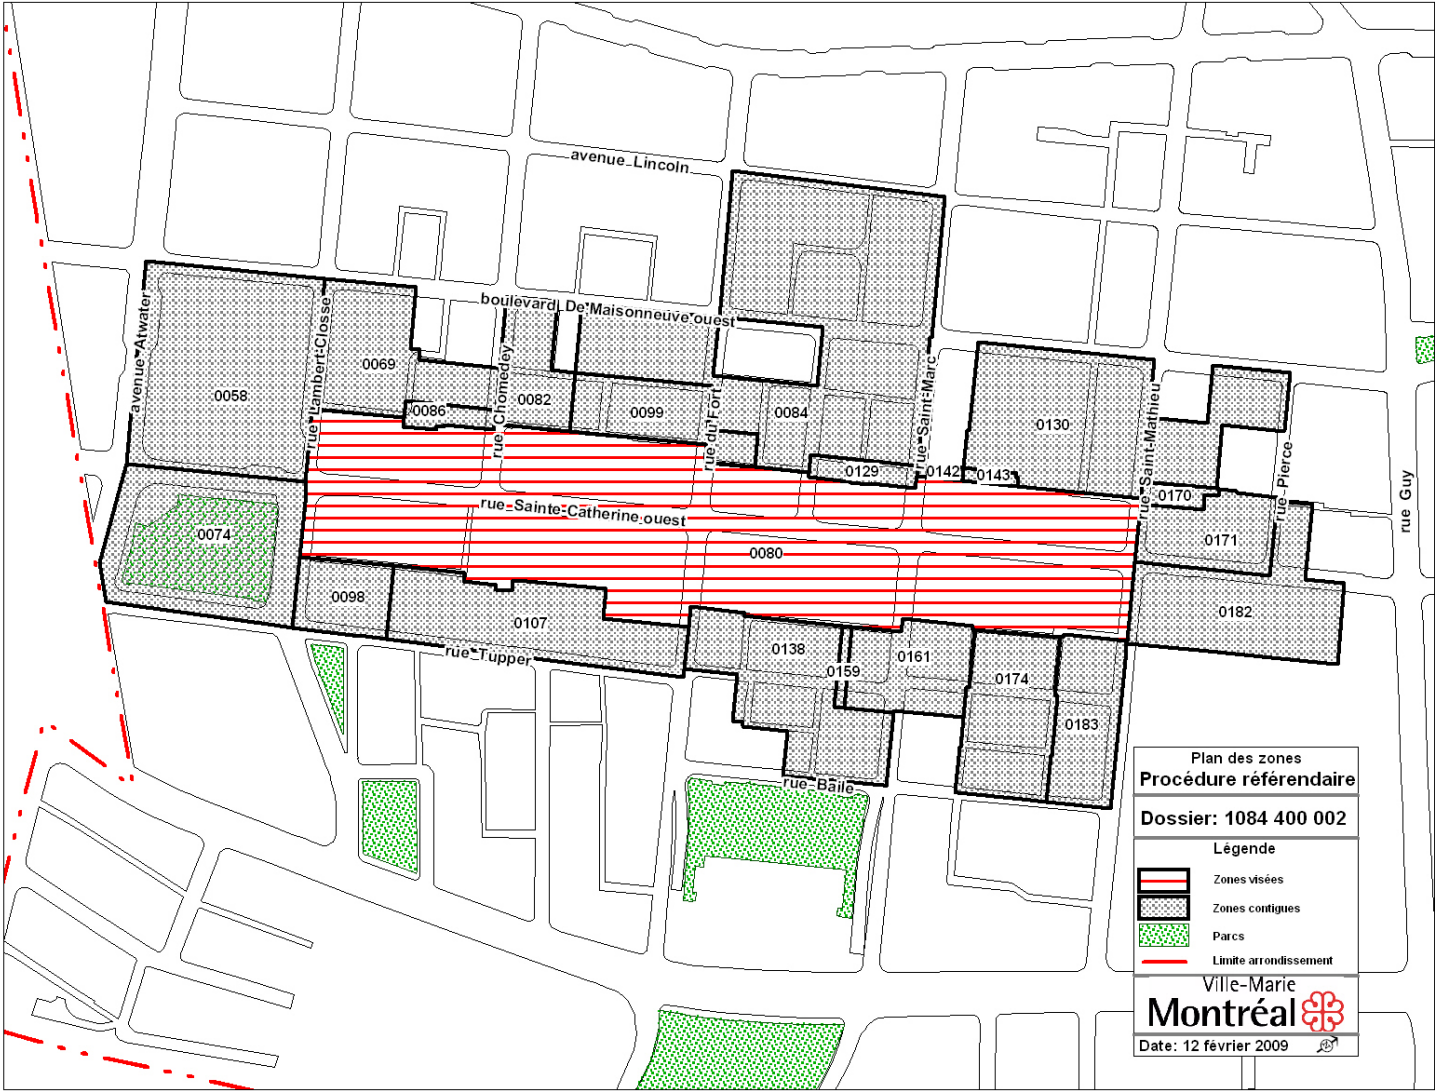 avenue Lincoln
boulevard De Maisonneuve ouest
avenue Atwater
rue Lambert-Closse
rue Chomedey
rue du Fort
rue Saint-Marc
rue Saint-Mathieu
rue Pierce
rue Guy
0058
0069
0086
0082
0099
0084
0129
0142
0143
0130
0170
0171
0074
rue Sainte-Catherine ouest
0080
0098
0107
0138
0159
0161
0174
0183
0182
rue Tupper
rue Baile
Plan des zones
Procédure référendaire
Dossier: 1084 400 002
Légende
Zones visées
Zones contigues
Parcs
Limite arrondissement
Ville-Marie
Montréal
Date: 12 février 2009